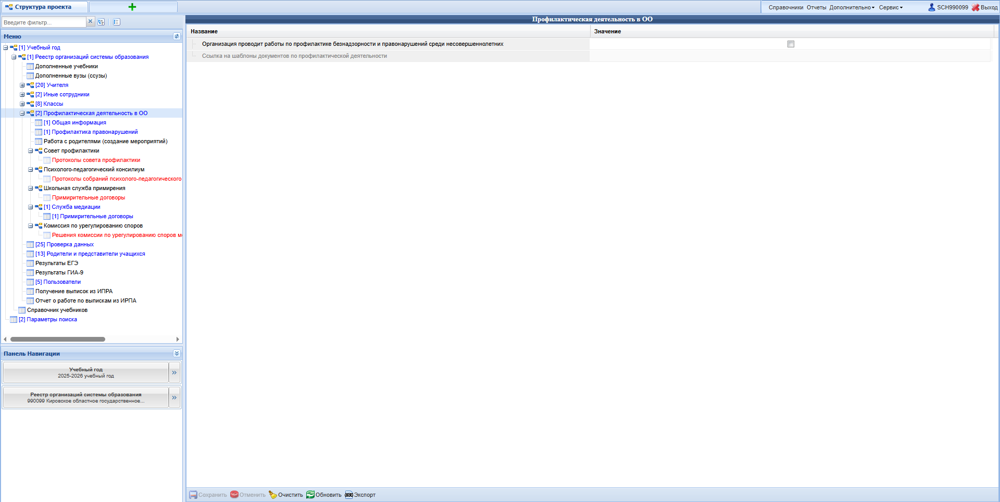 Структура проекта
Справочники Отчеты Дополнительно Сервис SCH990099 Выход
Введите фильтр...
Меню
[1] Учебный год
[1] Реестр организаций системы образования
Дополненные учебники
Дополненные вузы (ссузы)
[20] Учителя
[2] Иные сотрудники
[8] Классы
[2] Профилактическая деятельность в ОО
[1] Общая информация
[1] Профилактика правонарушений
Работа с родителями (создание мероприятий)
Совет профилактики
Протоколы совета профилактики
Психолого-педагогический консилиум
Протоколы собраний психолого-педагогического
Школьная служба примирения
Примирительные договоры
[1] Служба медиации
[1] Примирительные договоры
Комиссия по урегулированию споров
Решения комиссии по урегулированию споров
[25] Проверка данных
[13] Родители и представители учащихся
Результаты ЕГЭ
Результаты ГИА-9
[5] Пользователи
Получение выписок из ИПРА
Отчет о работе по выпискам из ИРПА
Справочник учебников
[2] Параметры поиска
Панель Навигации
Учебный год
2025-2026 учебный год
Реестр организаций системы образования
990099 Кировское областное государственное...
Профилактическая деятельность в ОО
Название Значение
Организация проводит работы по профилактике безнадзорности и правонарушений среди несовершеннолетних
Ссылка на шаблоны документов по профилактической деятельности
Сохранить Отменить Очистить Обновить Экспорт